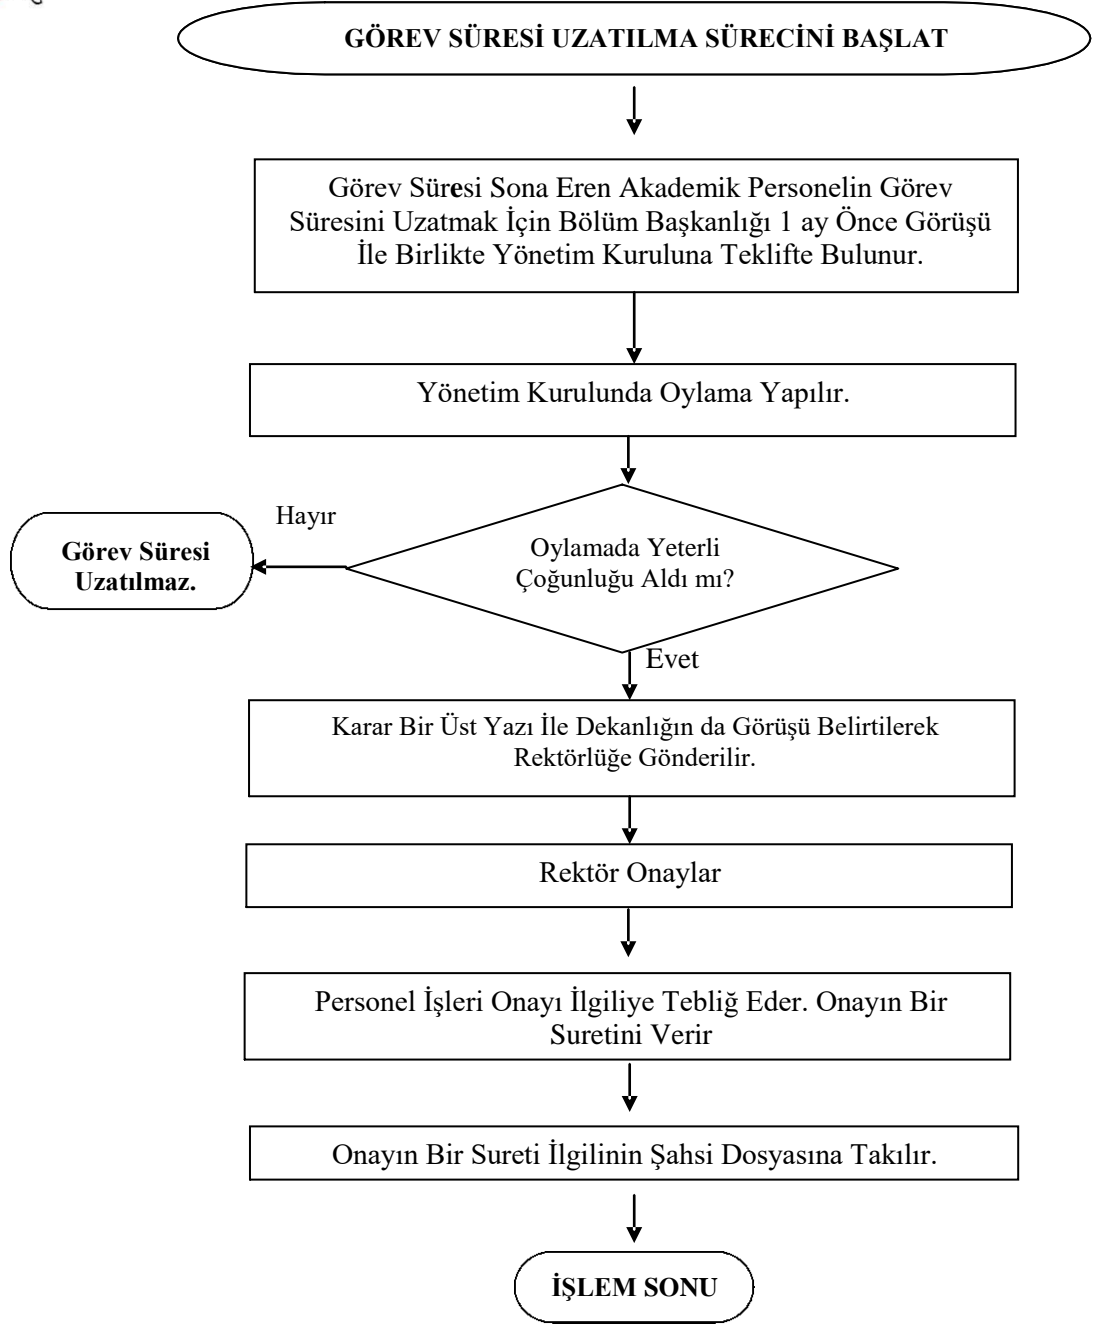 GÖREV SÜRESİ UZATILMA SÜRECİNİ BAŞLAT
Görev Süresi Sona Eren Akademik Personelin Görev
Süresini Uzatmak İçin Bölüm Başkanlığı 1 ay Önce Görüşü
İle Birlikte Yönetim Kuruluna Teklifte Bulunur.
Yönetim Kurulunda Oylama Yapılır.
Hayır
Görev Süresi
Uzatılmaz.
Oylamada Yeterli
Çoğunluğu Aldı mı?
Evet
Karar Bir Üst Yazı İle Dekanlığın da Görüşü Belirtilerek
Rektörlüğe Gönderilir.
Rektör Onaylar
Personel İşleri Onayı İlgiliye Tebliğ Eder. Onayın Bir
Suretini Verir
Onayın Bir Sureti İlgilinin Şahsi Dosyasına Takılır.
İŞLEM SONU